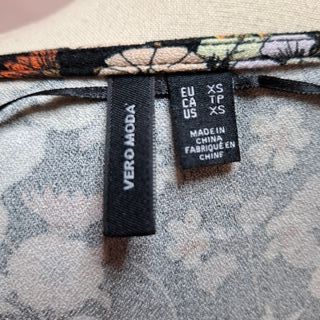 VERO MODA
EU XS
CA TP
US XS
MADE IN
CHINA
FABRIQUÉ EN
CHINE